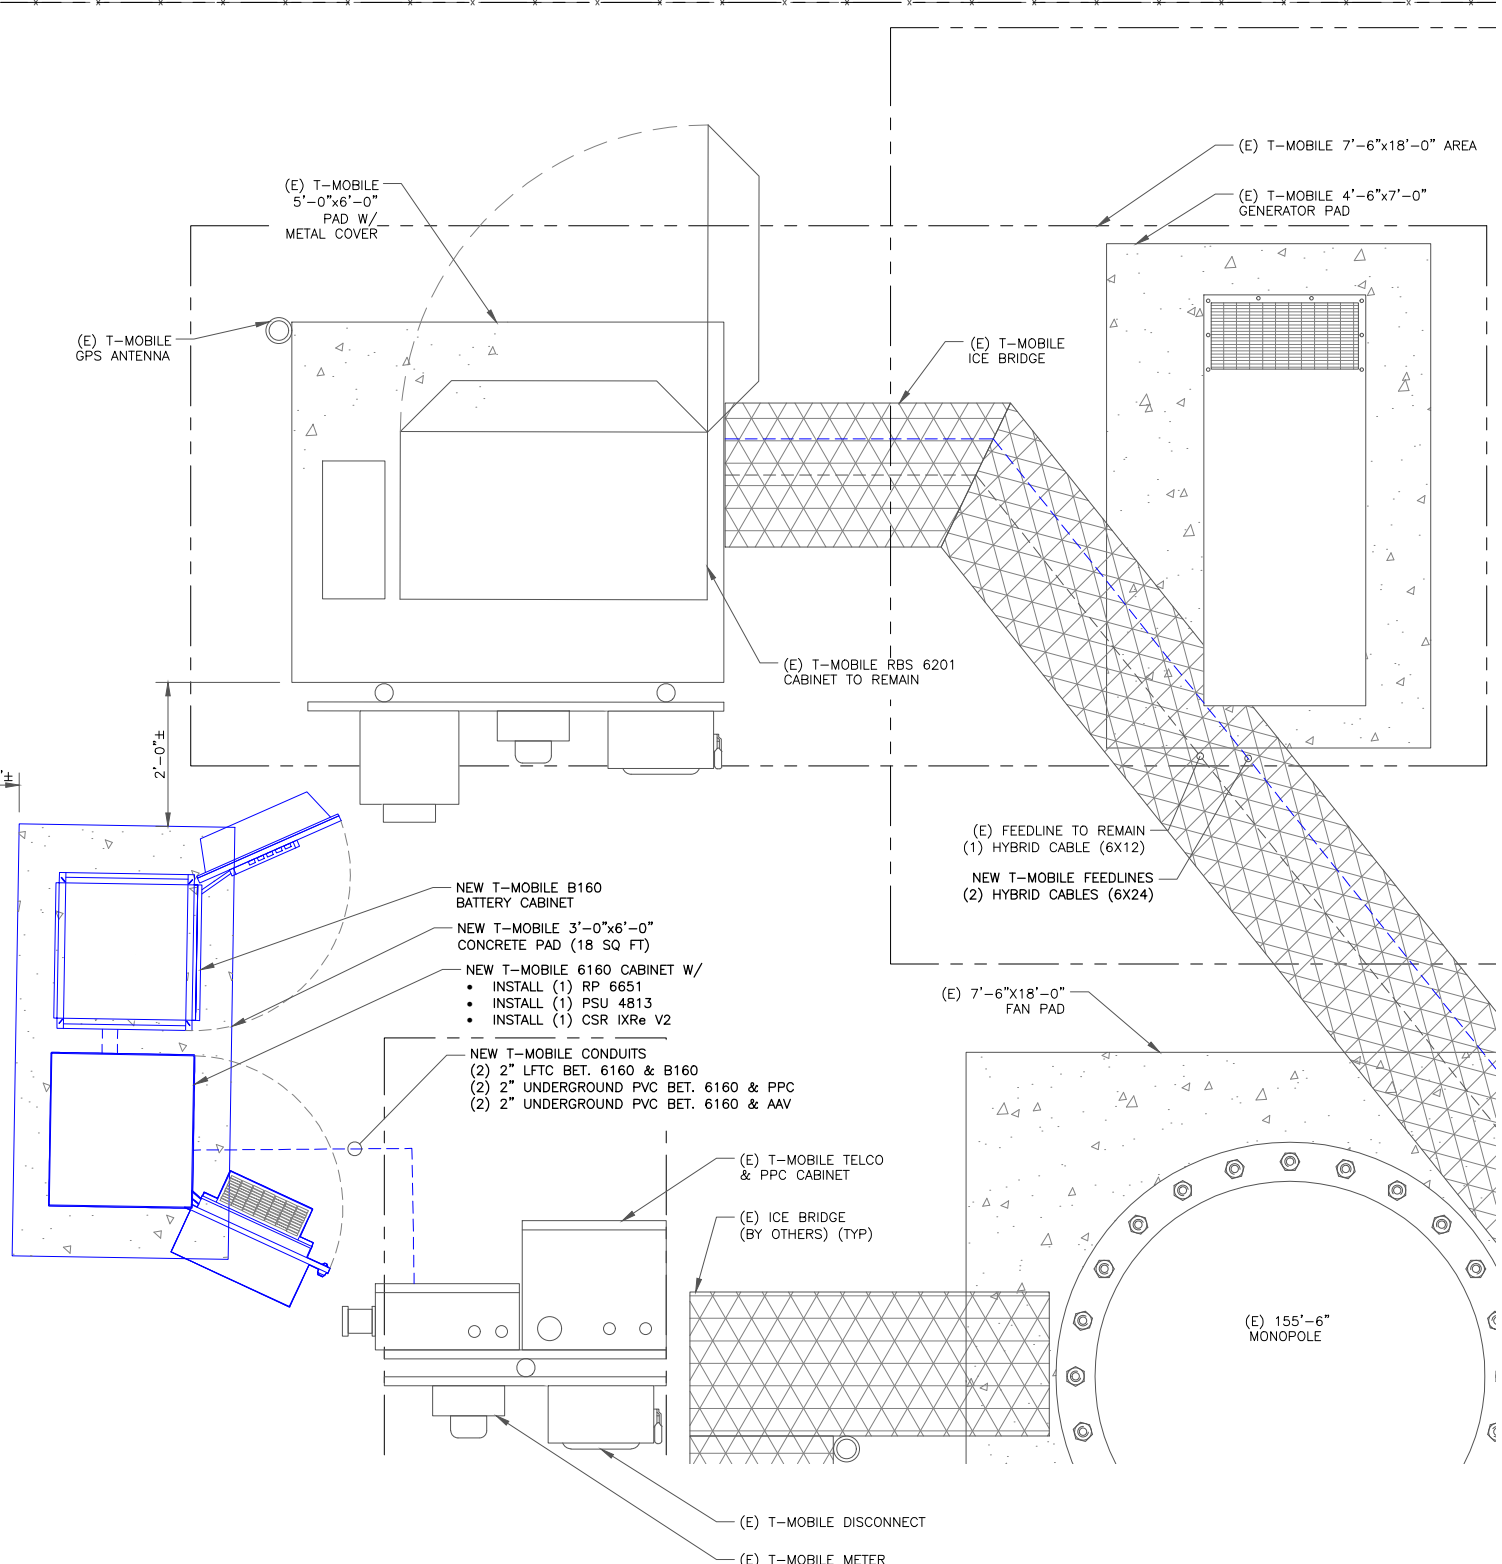 (E) T-MOBILE 7'-6"x18'-0" AREA
(E) T-MOBILE
5'-0"x6'-0"
PAD W/
METAL COVER
(E) T-MOBILE 4'-6"x7'-0"
GENERATOR PAD
(E) T-MOBILE
GPS ANTENNA
(E) T-MOBILE
ICE BRIDGE
(E) T-MOBILE RBS 6201
CABINET TO REMAIN
2'-0"±
'±
(E) FEEDLINE TO REMAIN
(1) HYBRID CABLE (6X12)
NEW T-MOBILE FEEDLINES
(2) HYBRID CABLES (6X24)
NEW T-MOBILE B160
BATTERY CABINET
NEW T-MOBILE 3'-0"x6'-0"
CONCRETE PAD (18 SQ FT)
NEW T-MOBILE 6160 CABINET W/
• INSTALL (1) RP 6651
• INSTALL (1) PSU 4813
• INSTALL (1) CSR IXRe V2
(E) 7'-6"X18'-0"
FAN PAD
NEW T-MOBILE CONDUITS
(2) 2" LFTC BET. 6160 & B160
(2) 2" UNDERGROUND PVC BET. 6160 & PPC
(2) 2" UNDERGROUND PVC BET. 6160 & AAV
(E) T-MOBILE TELCO
& PPC CABINET
(E) ICE BRIDGE
(BY OTHERS) (TYP)
(E) 155'-6"
MONOPOLE
(E) T-MOBILE DISCONNECT
(E) T-MOBILE METER